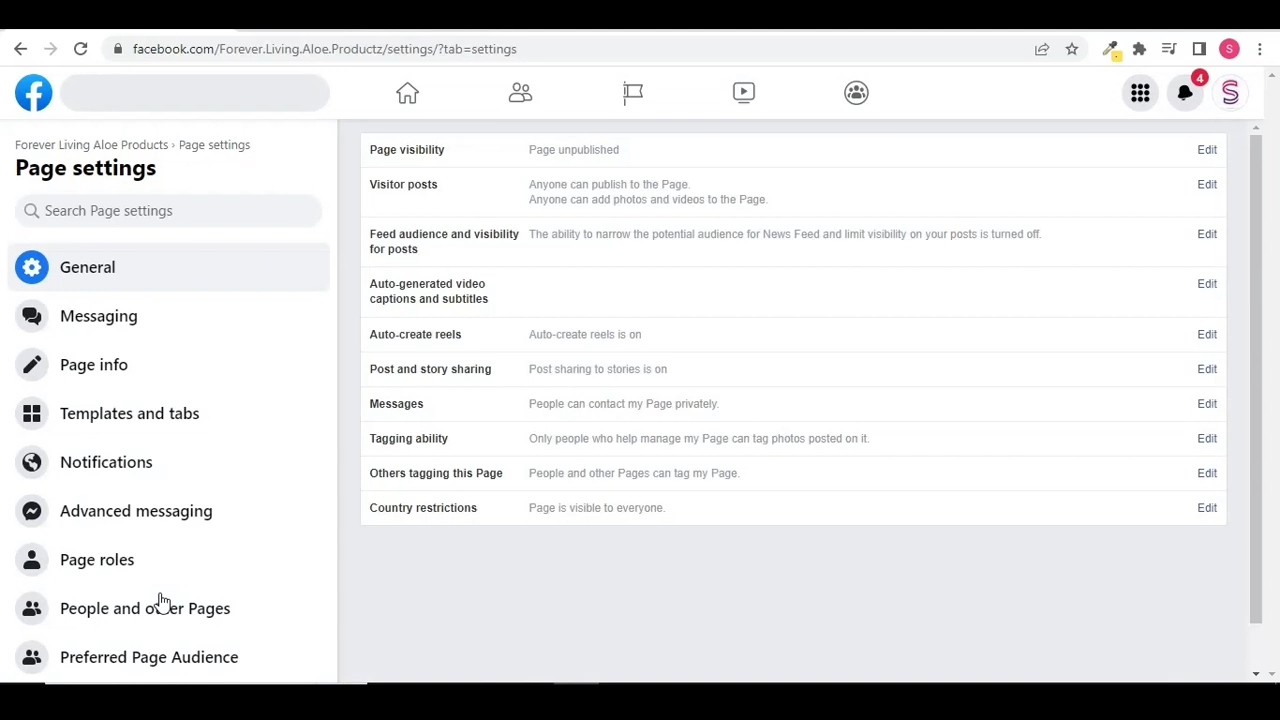 facebook.com/Forever.Living.Aloe.Productz/settings/?tab=settings
S
4
S
Forever Living Aloe Products › Page settings
Page settings
Search Page settings
General
Messaging
Page info
Templates and tabs
Notifications
Advanced messaging
Page roles
People and other Pages
Preferred Page Audience
Page visibility Page unpublished Edit
Visitor posts Anyone can publish to the Page. Edit
Anyone can add photos and videos to the Page.
Feed audience and visibility The ability to narrow the potential audience for News Feed and limit visibility on your posts is turned off. Edit
for posts
Auto-generated video Edit
captions and subtitles
Auto-create reels Auto-create reels is on Edit
Post and story sharing Post sharing to stories is on Edit
Messages People can contact my Page privately. Edit
Tagging ability Only people who help manage my Page can tag photos posted on it. Edit
Others tagging this Page People and other Pages can tag my Page. Edit
Country restrictions Page is visible to everyone. Edit